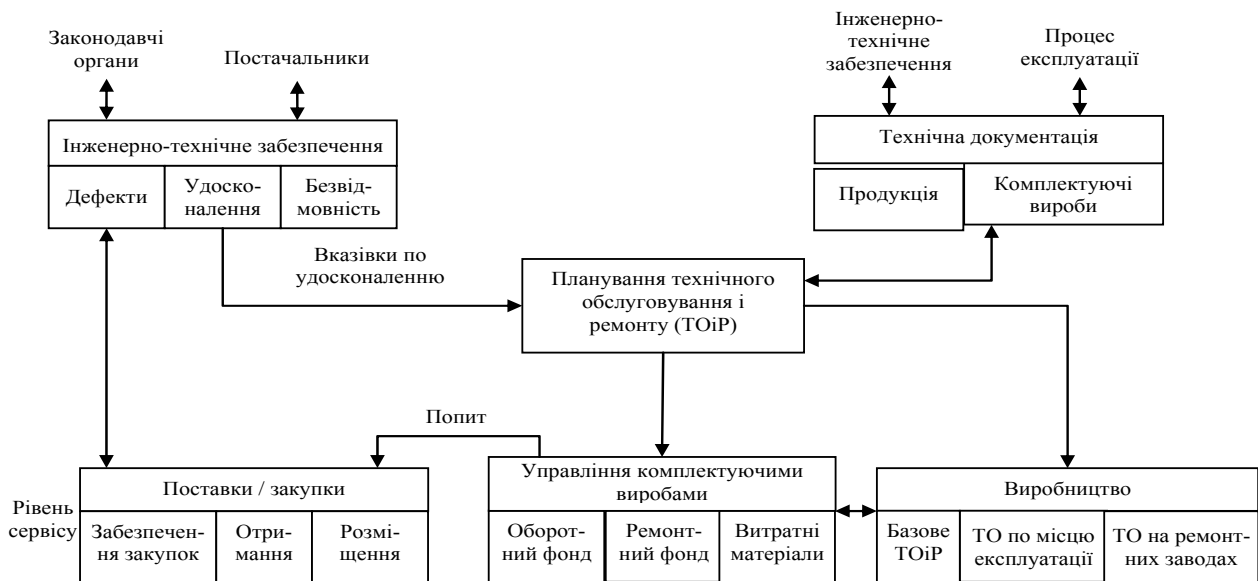 Законодавчі
органи
Постачальники
Інженерно-
технічне
забезпечення
Процес
експлуатації
Інженерно-технічне забезпечення
Дефекти
Удоско-
налення
Безвід-
мовність
Технічна документація
Продукція
Комплектуючі
вироби
Вказівки по
удосконаленню
Планування технічного
обслуговування і
ремонту (ТОіР)
Попит
Рівень
сервісу
Поставки / закупки
Забезпечен-
ня закупок
Отри-
мання
Розмі-
щення
Управління комплектуючими
виробами
Оборот-
ний фонд
Ремонт-
ний фонд
Витратні
матеріали
Виробництво
Базове
ТОіР
ТО по місцю
експлуатації
ТО на ремонт-
них заводах